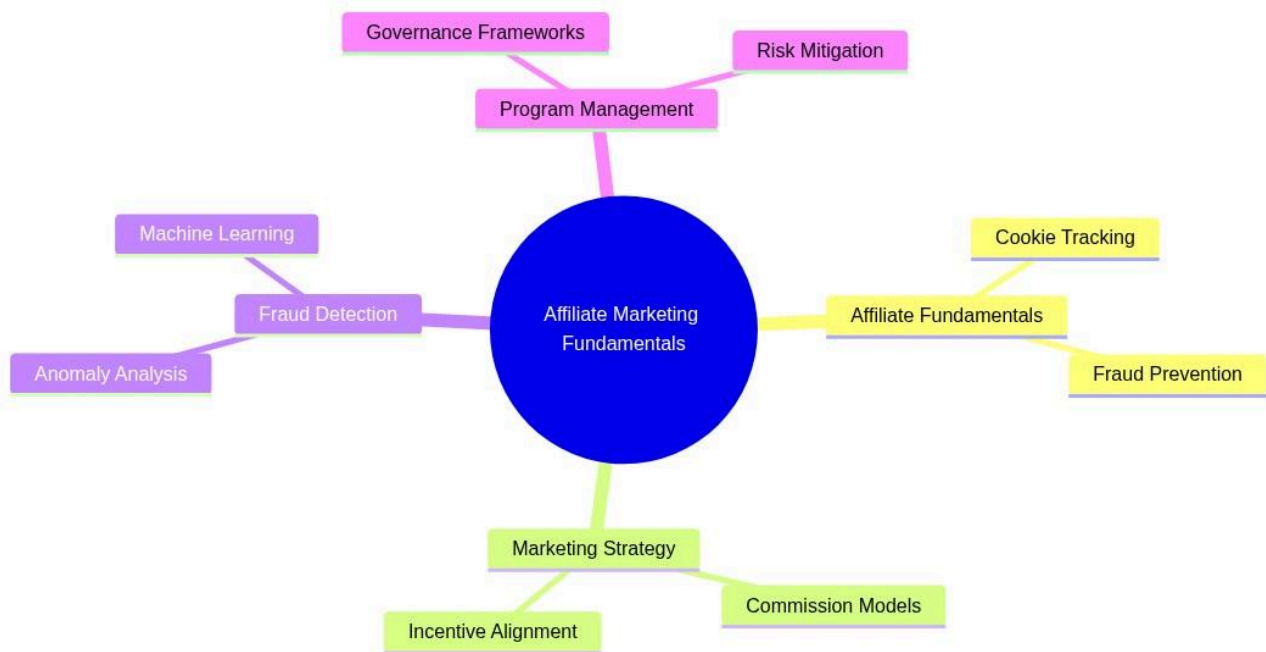 Governance Frameworks
Risk Mitigation
Program Management
Machine Learning
Cookie Tracking
Fraud Detection
Affiliate Marketing
Fundamentals
Affiliate Fundamentals
Anomaly Analysis
Fraud Prevention
Marketing Strategy
Commission Models
Incentive Alignment